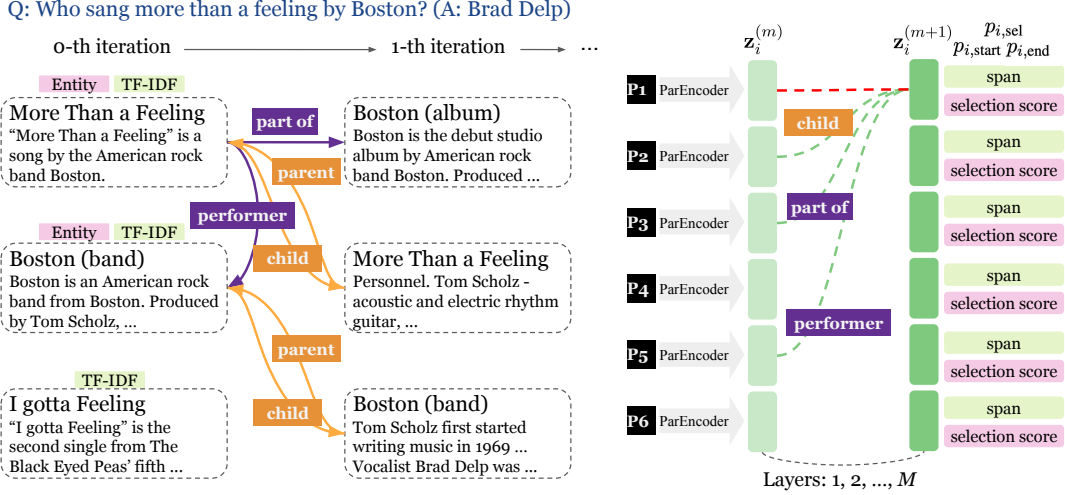 Q: Who sang more than a feeling by Boston? (A: Brad Delp)
0-th iteration
1-th iteration
...
Entity
TF-IDF
More Than a Feeling
“More Than a Feeling” is a
song by the American rock
band Boston.
part of
Boston (album)
Boston is the debut studio
album by American rock
band Boston. Produced ...
parent
performer
child
Entity
TF-IDF
Boston (band)
Boston is an American rock
band from Boston. Produced
by Tom Scholz, ...
More Than a Feeling
Personnel. Tom Scholz -
acoustic and electric rhythm
guitar, ...
parent
child
TF-IDF
I gotta Feeling
“I gotta Feeling” is the
second single from The
Black Eyed Peas’ fifth ...
Boston (band)
Tom Scholz first started
writing music in 1969 ...
Vocalist Brad Delp was ...
z_i^(m)
z_i^(m+1)
p_i,sel
p_i,start p_i,end
P1 ParEncoder
span
selection score
child
P2 ParEncoder
span
selection score
part of
P3 ParEncoder
span
selection score
P4 ParEncoder
span
selection score
performer
P5 ParEncoder
span
selection score
P6 ParEncoder
span
selection score
Layers: 1, 2, ..., M